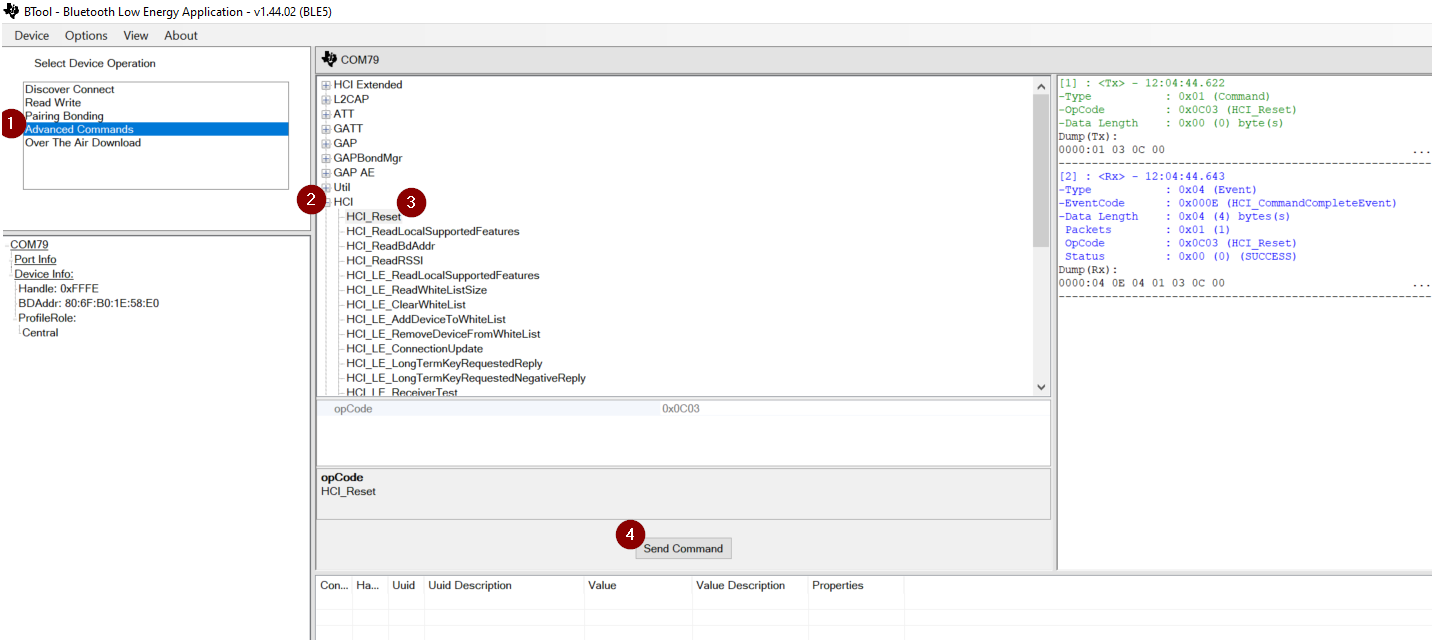 BTool - Bluetooth Low Energy Application - v1.44.02 (BLE5)
Device Options View About
Select Device Operation
Discover Connect
Read Write
Pairing Bonding
1
Advanced Commands
Over The Air Download
COM79
Port Info
Device Info:
Handle: 0xFFFE
BDAddr: 80:6F:B0:1E:58:E0
ProfileRole:
Central
COM79
HCI Extended
L2CAP
ATT
GATT
GAP
GAPBondMgr
GAP AE
Util
2
HCI
3
HCI_Reset
HCI_ReadLocalSupportedFeatures
HCI_ReadBdAddr
HCI_ReadRSSI
HCI_LE_ReadLocalSupportedFeatures
HCI_LE_ReadWhiteListSize
HCI_LE_ClearWhiteList
HCI_LE_AddDeviceToWhiteList
HCI_LE_RemoveDeviceFromWhiteList
HCI_LE_ConnectionUpdate
HCI_LE_LongTermKeyRequestedReply
HCI_LE_LongTermKeyRequestedNegativeReply
HCI_LE_ReceiverTest
opCode 0x0C03
opCode
HCI_Reset
4
Send Command
[1] : <Tx> - 12:04:44.622
-Type : 0x01 (Command)
-OpCode : 0x0C03 (HCI_Reset)
-Data Length : 0x00 (0) byte(s)
Dump(Tx):
0000:01 03 0C 00 ...
--------------------------------------------------------
[2] : <Rx> - 12:04:44.643
-Type : 0x04 (Event)
-EventCode : 0x000E (HCI_CommandCompleteEvent)
-Data Length : 0x04 (4) bytes(s)
Packets : 0x01 (1)
OpCode : 0x0C03 (HCI_Reset)
Status : 0x00 (0) (SUCCESS)
Dump(Rx):
0000:04 0E 04 01 03 0C 00 ...
--------------------------------------------------------
Con... Ha... Uuid Uuid Description Value Value Description Properties